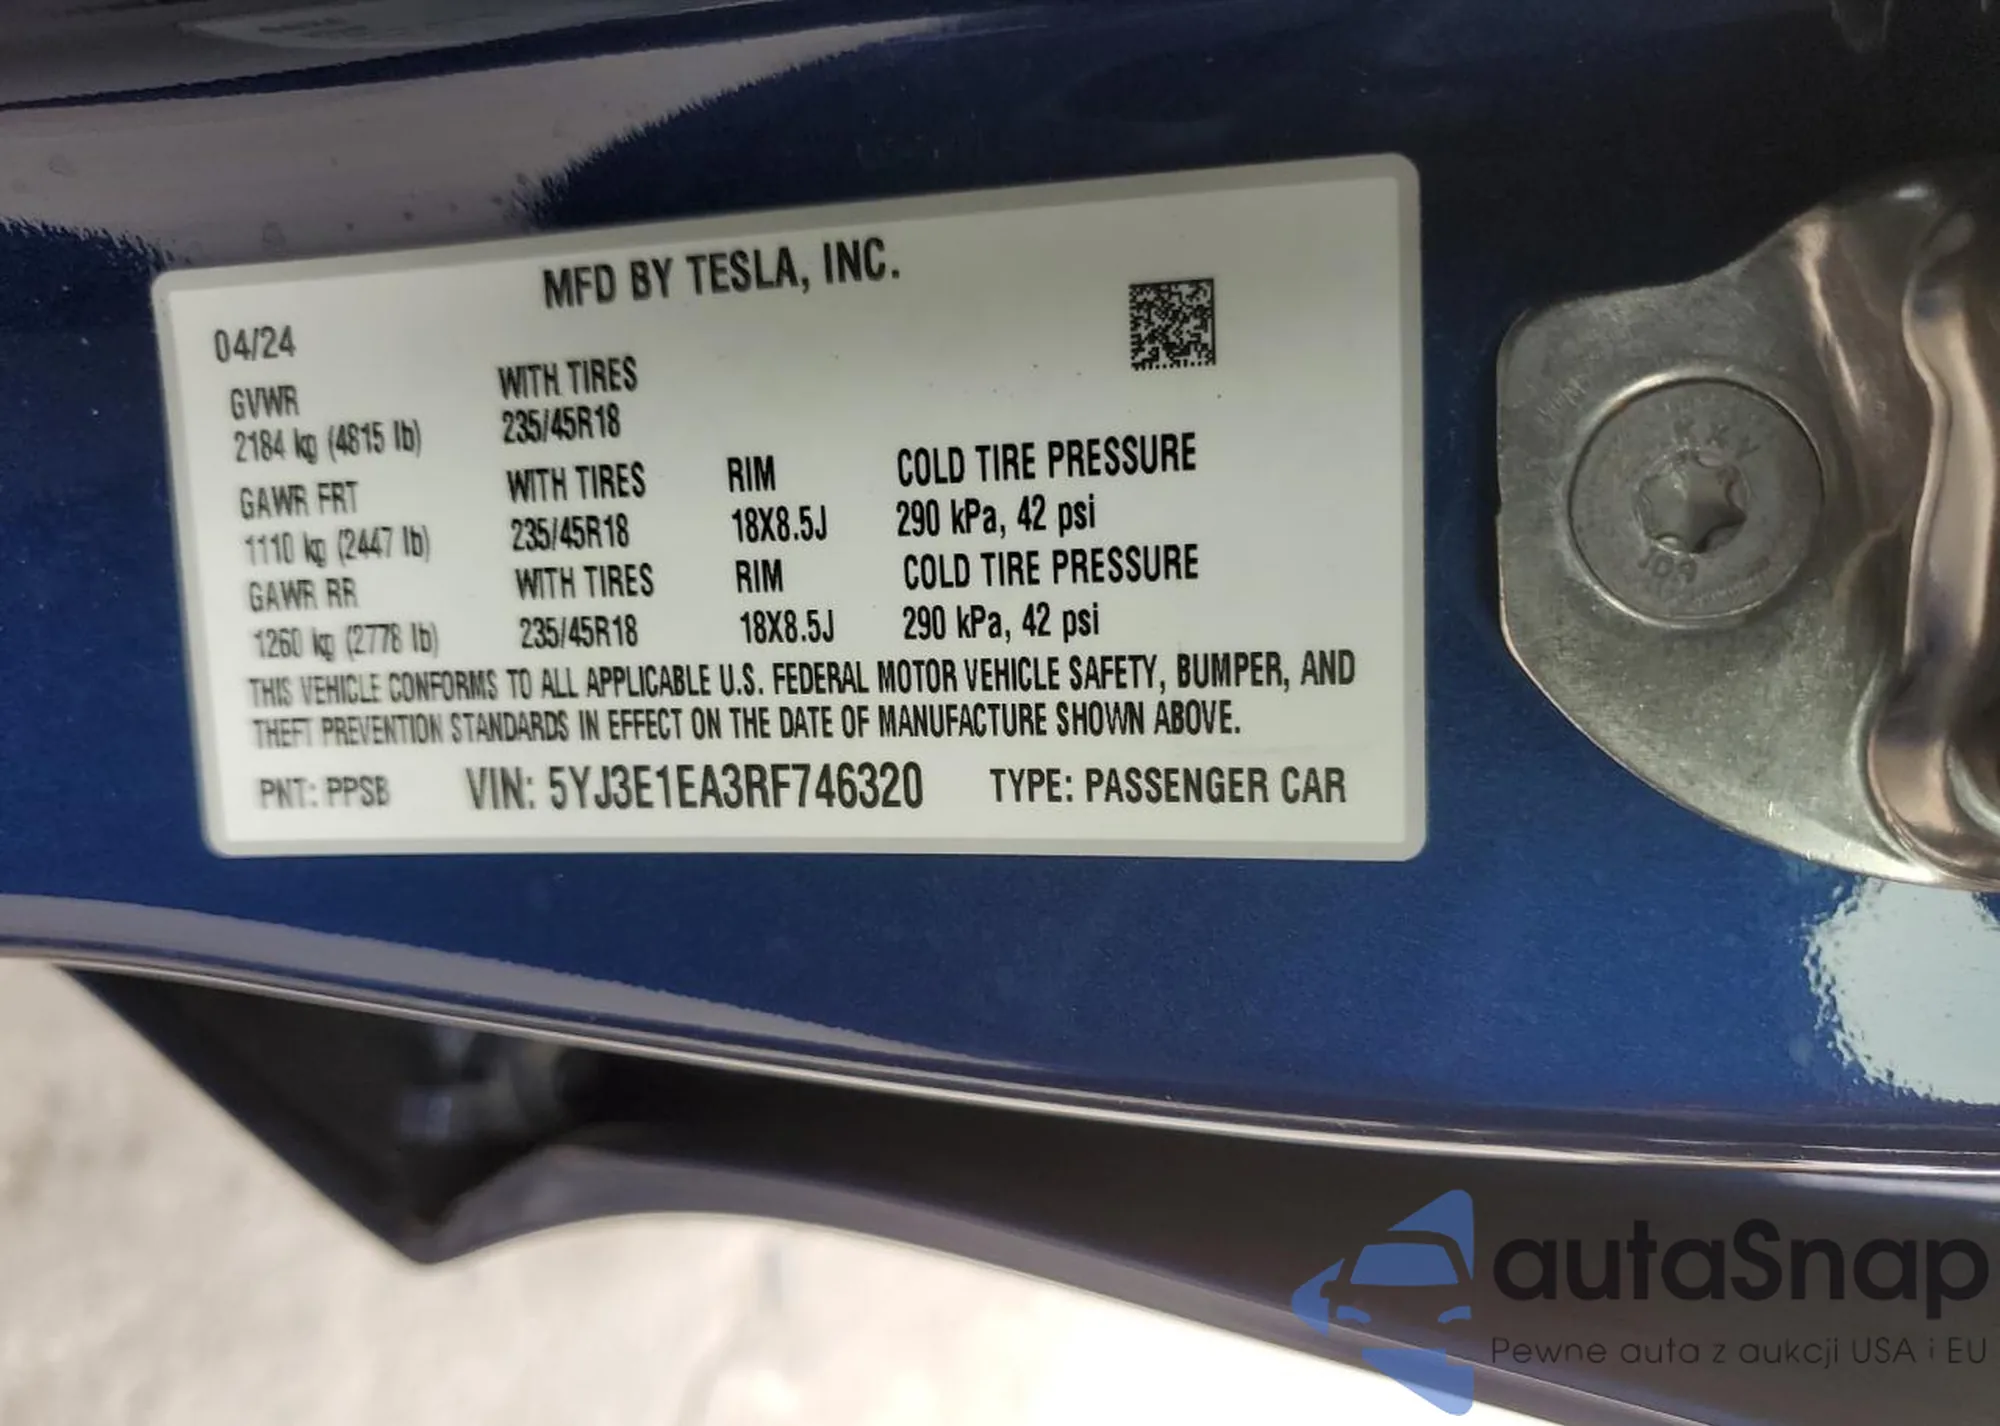 MFD BY TESLA, INC.
04/24
GVWR WITH TIRES
2184 kg (4815 lb) 235/45R18
GAWR FRT WITH TIRES RIM COLD TIRE PRESSURE
1110 kg (2447 lb) 235/45R18 18X8.5J 290 kPa, 42 psi
GAWR RR WITH TIRES RIM COLD TIRE PRESSURE
1260 kg (2778 lb) 235/45R18 18X8.5J 290 kPa, 42 psi
THIS VEHICLE CONFORMS TO ALL APPLICABLE U.S. FEDERAL MOTOR VEHICLE SAFETY, BUMPER, AND
THEFT PREVENTION STANDARDS IN EFFECT ON THE DATE OF MANUFACTURE SHOWN ABOVE.
PNT: PPSB VIN: 5YJ3E1EA3RF746320 TYPE: PASSENGER CAR
KXV
10.9
autaSnap
Pewne auta z aukcji USA i EU